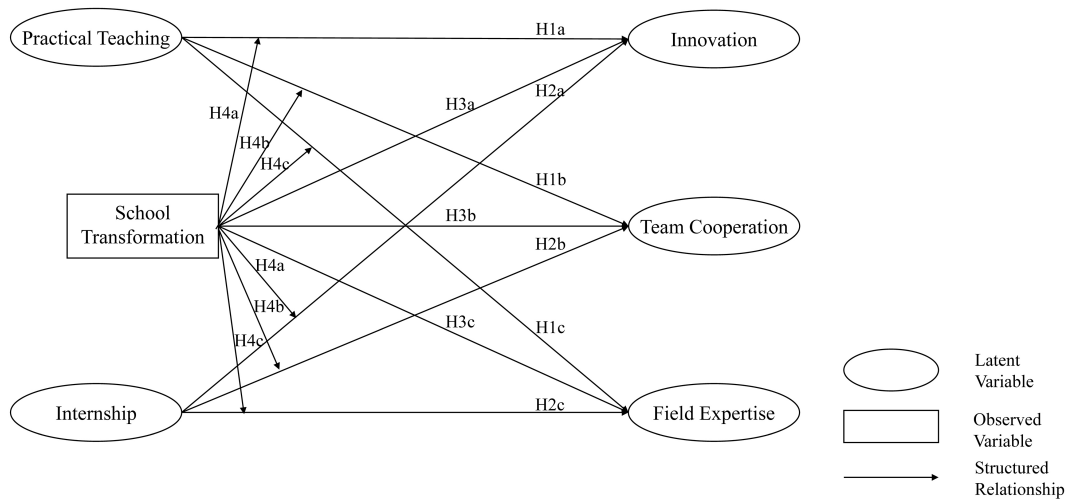 Practical Teaching
H1a
Innovation
H2a
H3a
H4a
H4b
H4c
H1b
School
Transformation
H3b
Team Cooperation
H2b
H4a
H4b
H4c
H3c
H1c
Internship
H2c
Field Expertise
Latent
Variable
Observed
Variable
Structured
Relationship